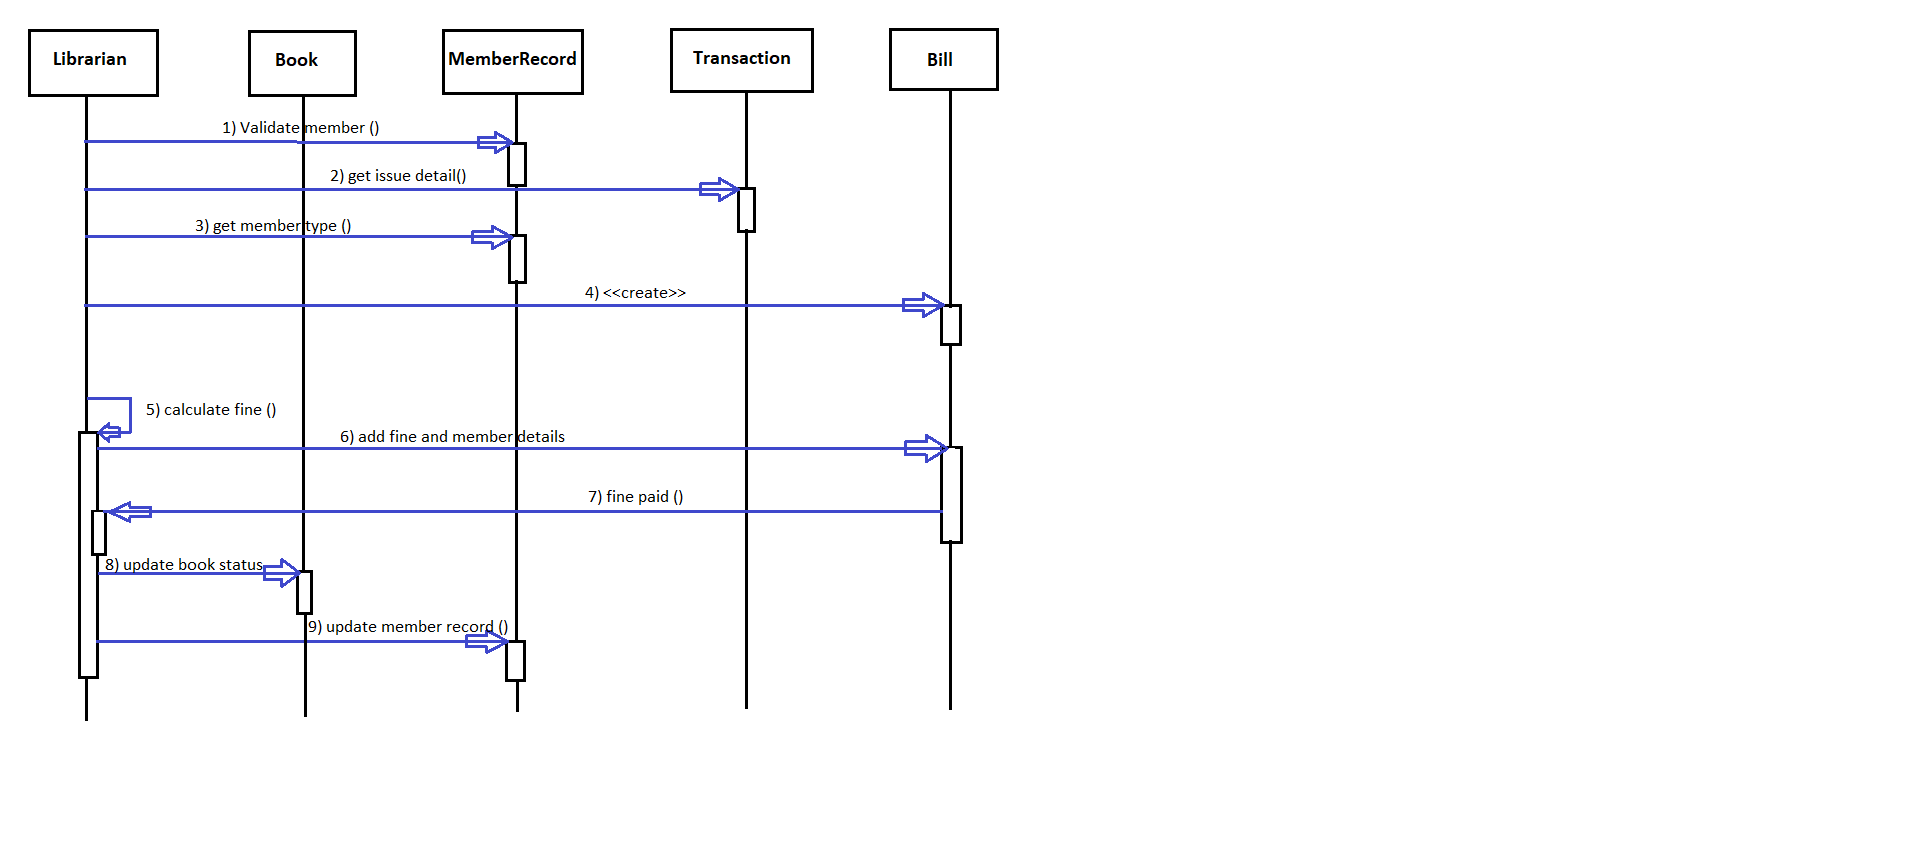 Librarian
Book
MemberRecord
Transaction
Bill
1) Validate member ()
2) get issue detail()
3) get member type ()
4) <<create>>
5) calculate fine ()
6) add fine and member details
7) fine paid ()
8) update book status
9) update member record ()